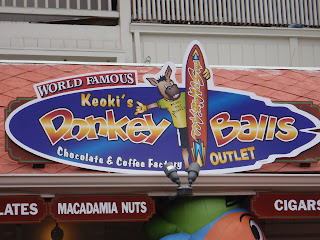 WORLD FAMOUS
Keoki's
Donkey Balls
Chocolate & Coffee Factory
OUTLET
LATES
MACADAMIA NUTS
CIGARS